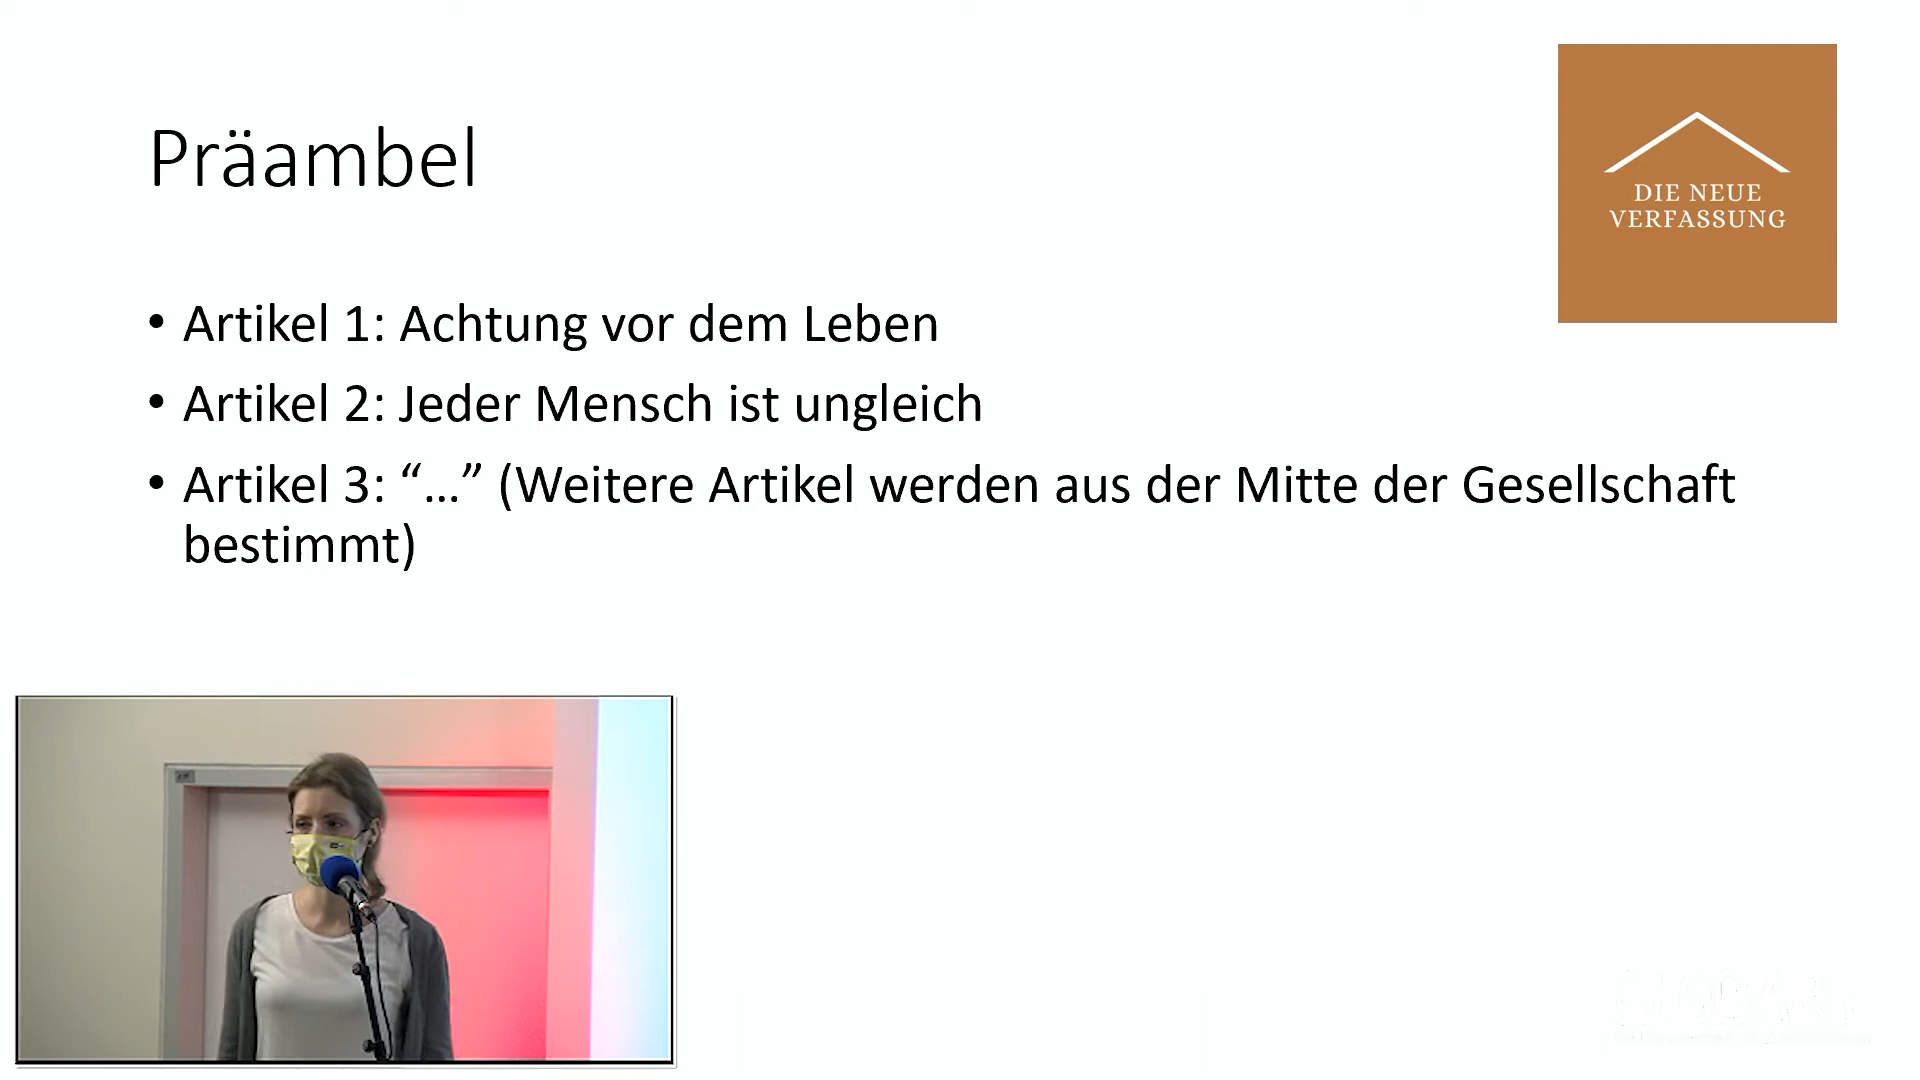 Präambel
DIE NEUE
VERFASSUNG
• Artikel 1: Achtung vor dem Leben
• Artikel 2: Jeder Mensch ist ungleich
• Artikel 3: “…” (Weitere Artikel werden aus der Mitte der Gesellschaft
bestimmt)